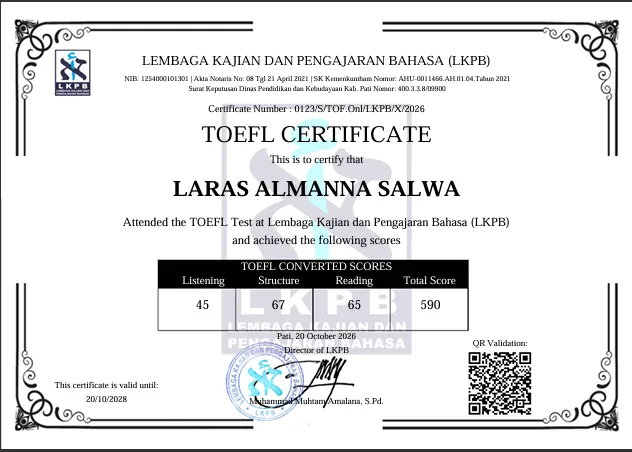 LKPB
LEMBAGA KAJIAN DAN PENGAJARAN BAHASA (LKPB)
NIB: 1254000101301 | Akta Notaris No: 08 Tgl 21 April 2021 | SK Kemenkumham Nomor: AHU-0011466.AH.01.04.Tahun 2021
Surat Keputusan Dinas Pendidikan dan Kebudayaan Kab. Pati Nomor: 400.3.3.8/09900
Certificate Number : 0123/S/TOF.Onl/LKPB/X/2026
TOEFL CERTIFICATE
This is to certify that
LARAS ALMANNA SALWA
Attended the TOEFL Test at Lembaga Kajian dan Pengajaran Bahasa (LKPB)
and achieved the following scores
TOEFL CONVERTED SCORES
Listening Structure Reading Total Score
45 67 65 590
LKPB
LEMBAGA KAJIAN DAN
PENGAJARAN BAHASA
Pati, 20 October 2026
Director of LKPB
LEMBAGA KAJIAN DAN PENGAJARAN BAHASA
LKPB
Muhammad Muhtam Amalana, S.Pd.
QR Validation:
This certificate is valid until:
20/10/2028